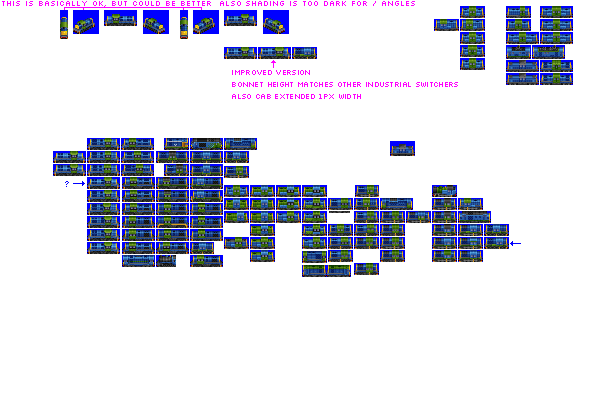 THIS IS BASICALLY OK, BUT COULD BE BETTER ALSO SHADING IS TOO DARK FOR / ANGLES
IMPROVED VERSION
BONNET HEIGHT MATCHES OTHER INDUSTRIAL SWITCHERS
ALSO CAB EXTENDED 1PX WIDTH
?